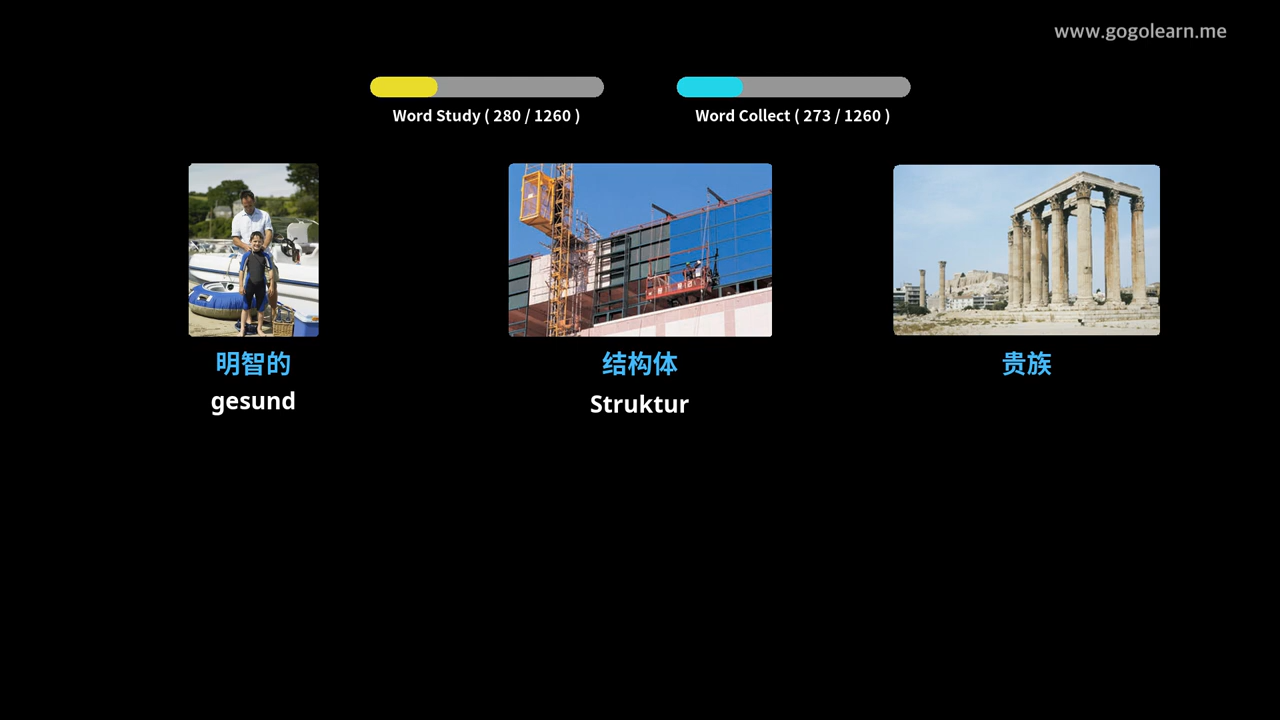 www.gogolearn.me
Word Study ( 280 / 1260 )
Word Collect ( 273 / 1260 )
明智的
结构体
贵族
gesund
Struktur